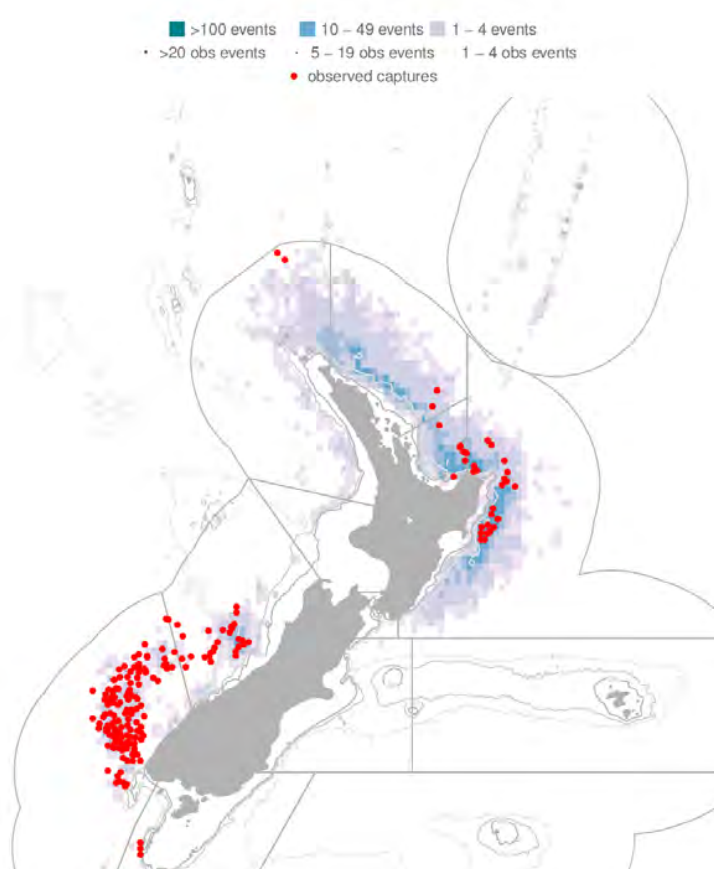 >100 events 10 – 49 events 1 – 4 events
>20 obs events 5 – 19 obs events 1 – 4 obs events
observed captures